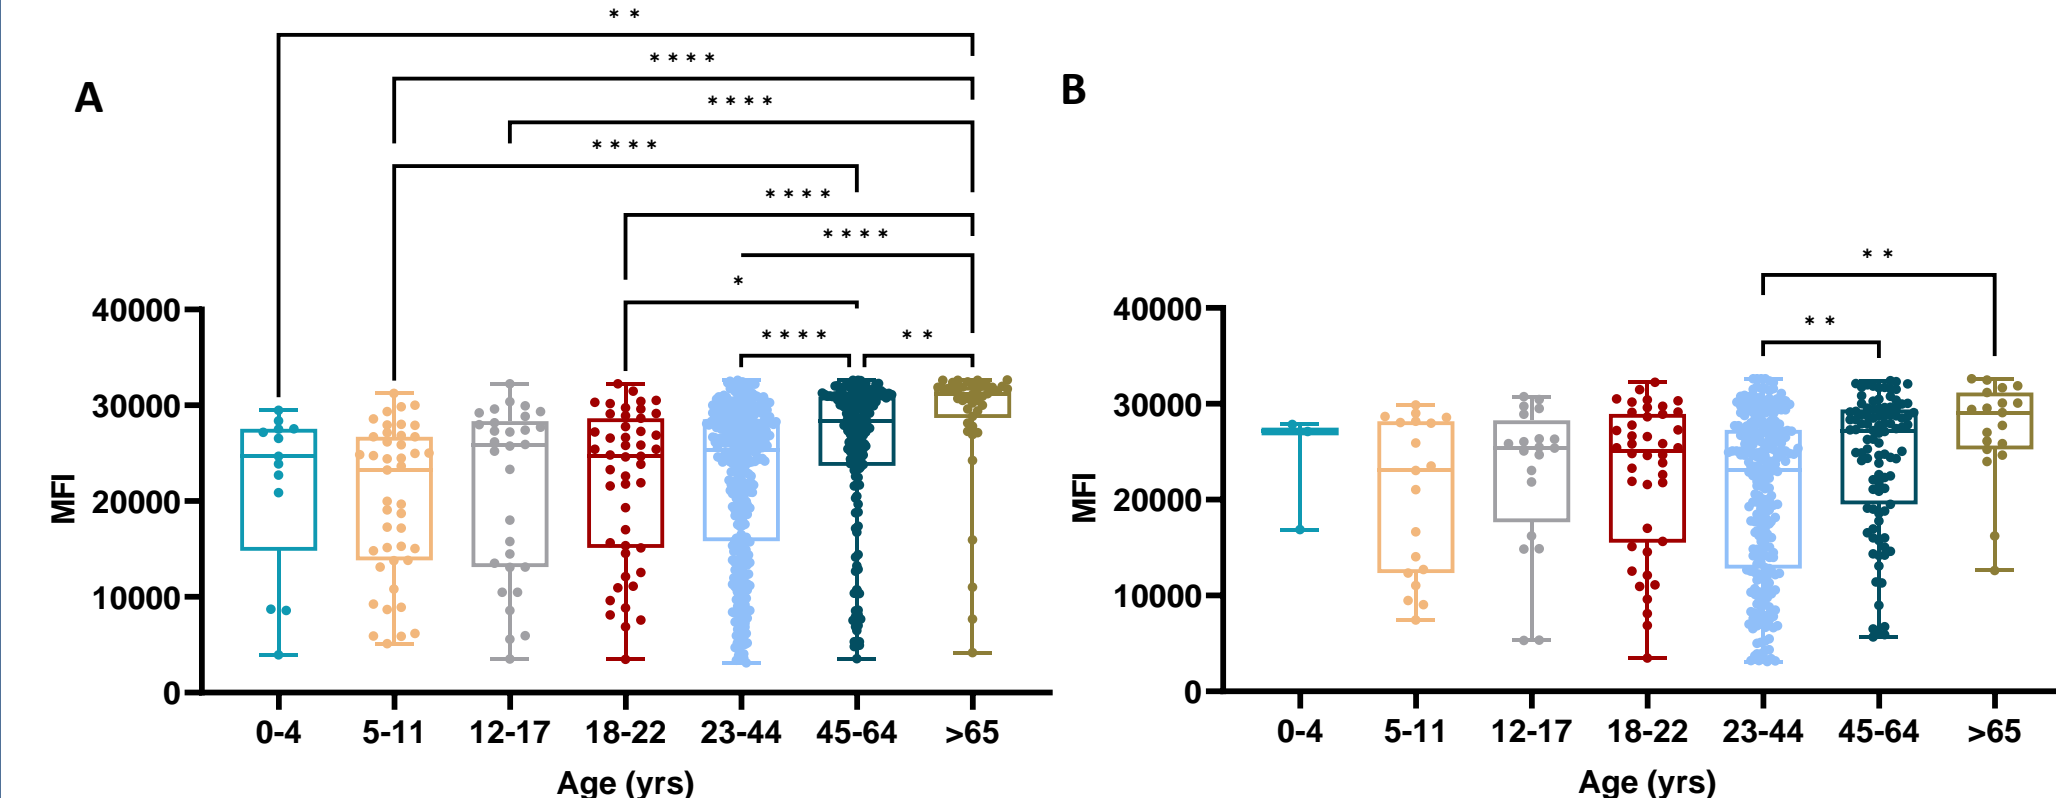 A
* *
* * * *
* * * *
* * * *
* * * *
* * * *
*
* * * *
* *
40000
30000
20000
10000
0
MFI
0-4
5-11
12-17
18-22
23-44
45-64
>65
Age (yrs)
B
* *
* *
40000
30000
20000
10000
0
MFI
0-4
5-11
12-17
18-22
23-44
45-64
>65
Age (yrs)